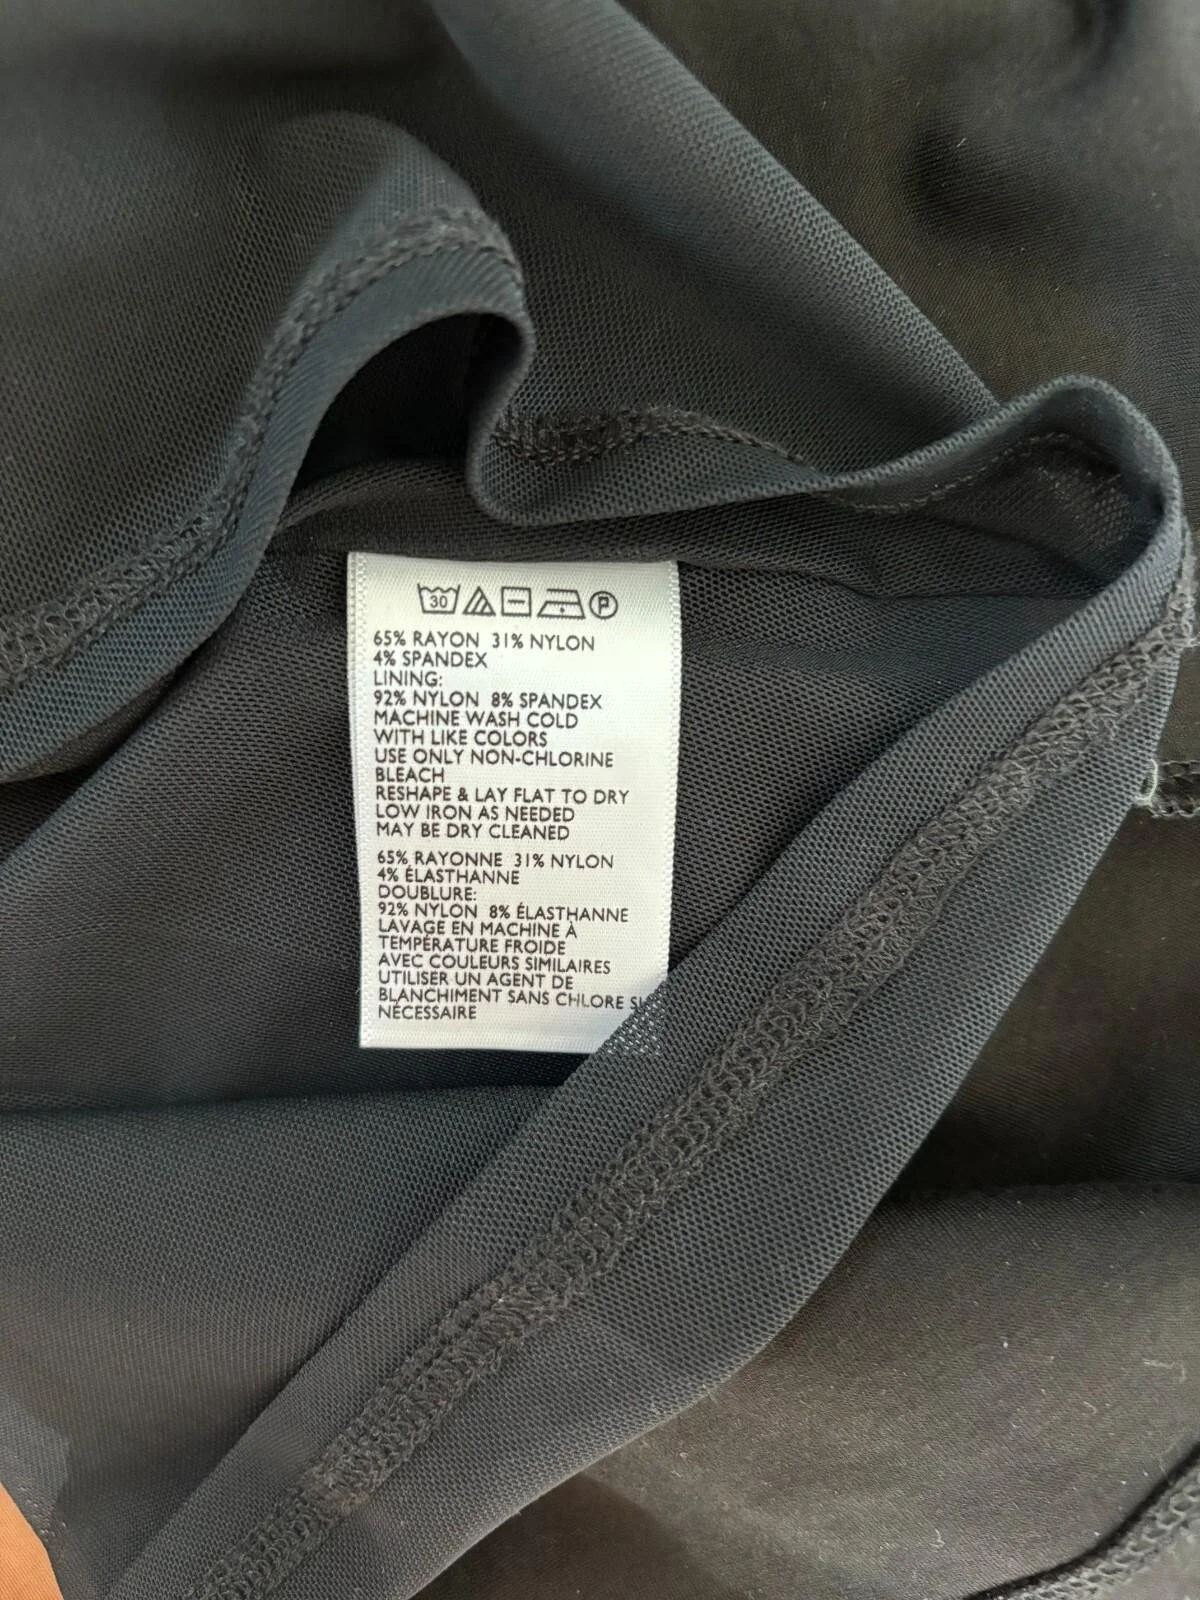 30 P
65% RAYON 31% NYLON
4% SPANDEX
LINING:
92% NYLON 8% SPANDEX
MACHINE WASH COLD
WITH LIKE COLORS
USE ONLY NON-CHLORINE
BLEACH
RESHAPE & LAY FLAT TO DRY
LOW IRON AS NEEDED
MAY BE DRY CLEANED
65% RAYONNE 31% NYLON
4% ÉLASTHANNE
DOUBLURE:
92% NYLON 8% ÉLASTHANNE
LAVAGE EN MACHINE À
TEMPÉRATURE FROIDE
AVEC COULEURS SIMILAIRES
UTILISER UN AGENT DE
BLANCHIMENT SANS CHLORE SI
NÉCESSAIRE